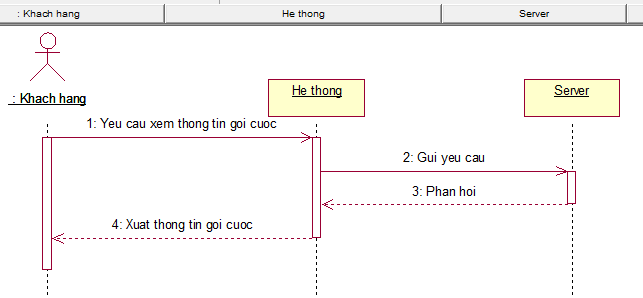 : Khach hang
He thong
Server
: Khach hang
He thong
Server
1: Yeu cau xem thong tin goi cuoc
2: Gui yeu cau
3: Phan hoi
4: Xuat thong tin goi cuoc